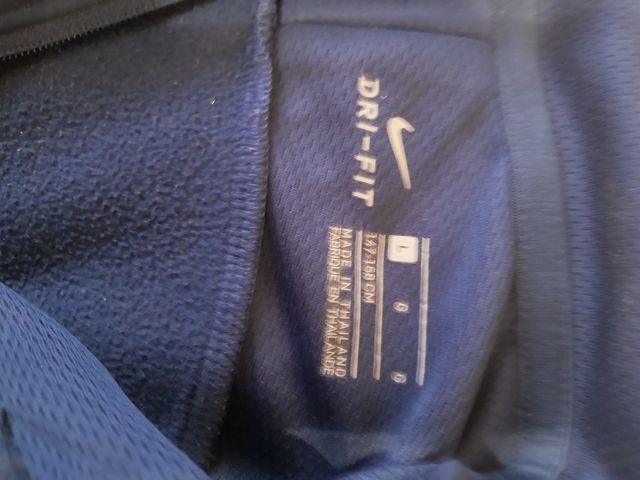 DRI-FIT
L G G
147-158 CM
MADE IN THAILAND
FABRIQUÉ EN THAÏLANDE